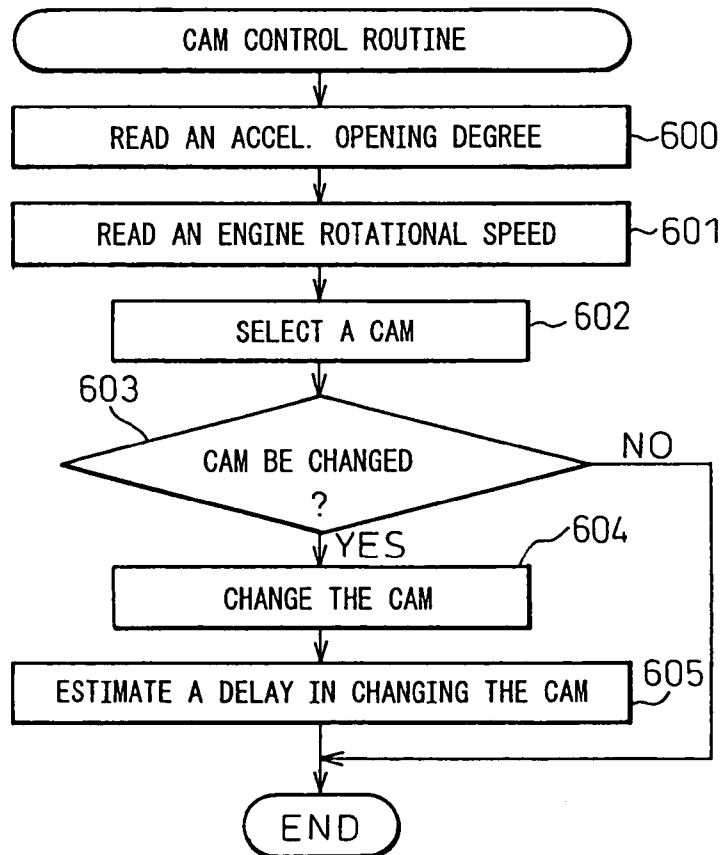 CAM CONTROL ROUTINE
READ AN ACCEL. OPENING DEGREE
600
READ AN ENGINE ROTATIONAL SPEED
601
SELECT A CAM
602
603
CAM BE CHANGED
?
NO
YES
604
CHANGE THE CAM
ESTIMATE A DELAY IN CHANGING THE CAM
605
END